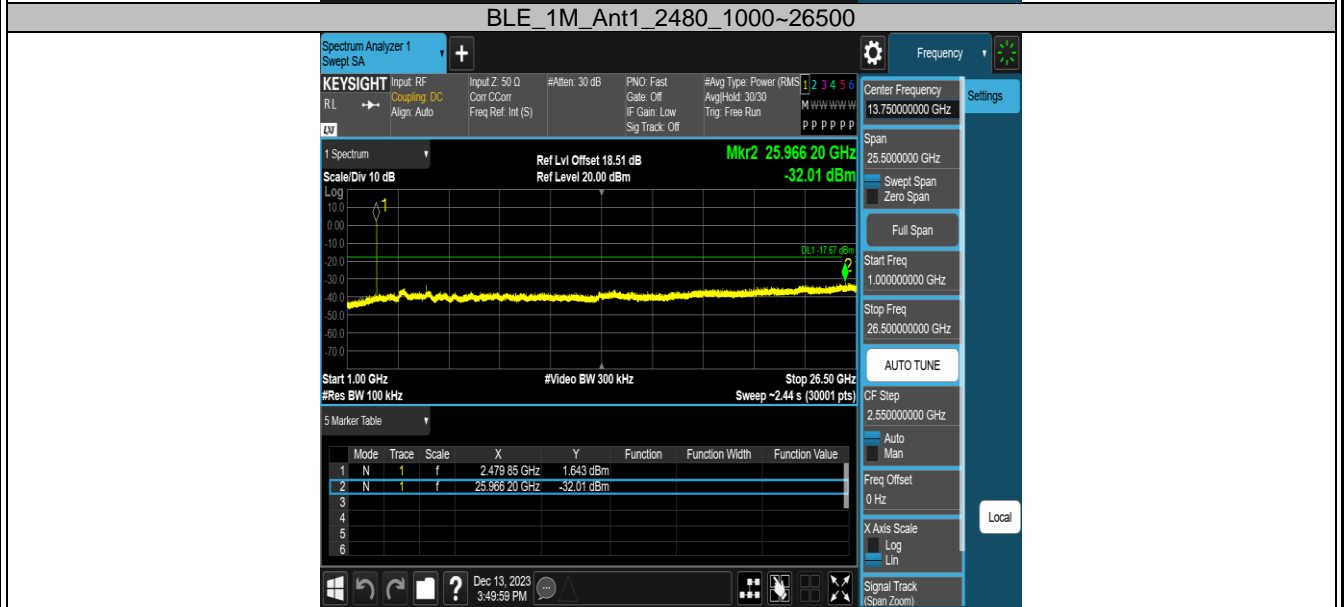 BLE_1M_Ant1_2480_1000~26500
Spectrum Analyzer 1
Swept SA
+
Frequency
KEYSIGHT
RL
LXI
Input: RF
Coupling: DC
Align: Auto
Input Z: 50 Ω
Corr CCorr
Freq Ref: Int (S)
#Atten: 30 dB
PNO: Fast
Gate: Off
IF Gain: Low
Sig Track: Off
#Avg Type: Power (RMS
Avg|Hold: 30/30
Trig: Free Run
1 2 3 4 5 6
M W W W W W
P P P P P P
1 Spectrum
Scale/Div 10 dB
Ref Lvl Offset 18.51 dB
Ref Level 20.00 dBm
Mkr2 25.966 20 GHz
-32.01 dBm
Log
10.0
0.00
-10.0
-20.0
-30.0
-40.0
-50.0
-60.0
-70.0
1
DL1 -17.67 dBm
2
Start 1.00 GHz
#Res BW 100 kHz
#Video BW 300 kHz
Stop 26.50 GHz
Sweep ~2.44 s (30001 pts)
5 Marker Table
Mode Trace Scale X Y Function Function Width Function Value
1 N 1 f 2.479 85 GHz 1.643 dBm
2 N 1 f 25.966 20 GHz -32.01 dBm
3
4
5
6
?
Dec 13, 2023
3:49:59 PM
Center Frequency
13.750000000 GHz
Settings
Span
25.5000000 GHz
Swept Span
Zero Span
Full Span
Start Freq
1.000000000 GHz
Stop Freq
26.500000000 GHz
AUTO TUNE
CF Step
2.550000000 GHz
Auto
Man
Freq Offset
0 Hz
X Axis Scale
Log
Lin
Local
Signal Track
(Span Zoom)